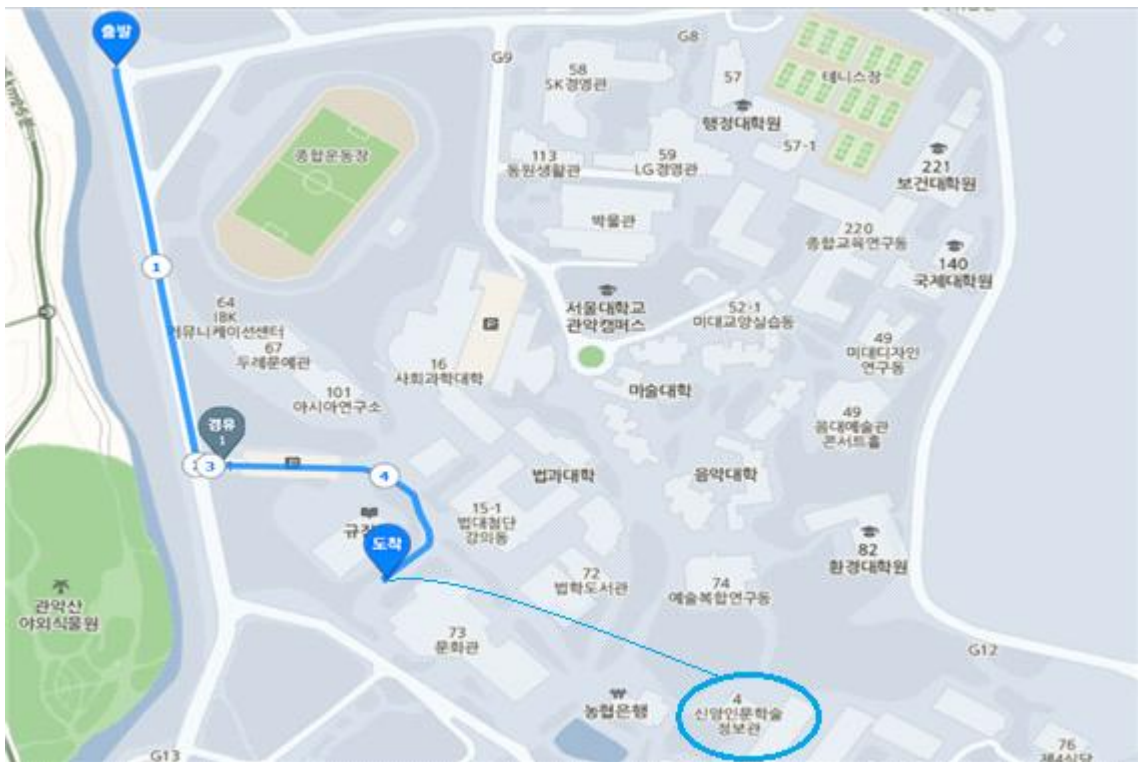 출발
G8
G9
58
SK경영관
57
테니스장
행정대학원
57-1
종합운동장
113
동원생활관
59
LG경영관
221
보건대학원
박물관
220
종합교육연구동
140
국제대학원
1
64
IBK
커뮤니케이션센터
67
두레문예관
서울대학교
관악캠퍼스
52-1
미대교양실습동
49
미대디자인
연구동
P
16
사회과학대학
101
아시아연구소
미술대학
49
음대예술관
콘서트홀
경유
1
3
P
4
법과대학
음악대학
15-1
법대첨단
강의동
도착
82
환경대학원
72
법학도서관
74
예술복합연구동
관악산
야외식물원
73
문화관
G12
농협은행
4
신양인문학술
정보관
G13
76
제4식당